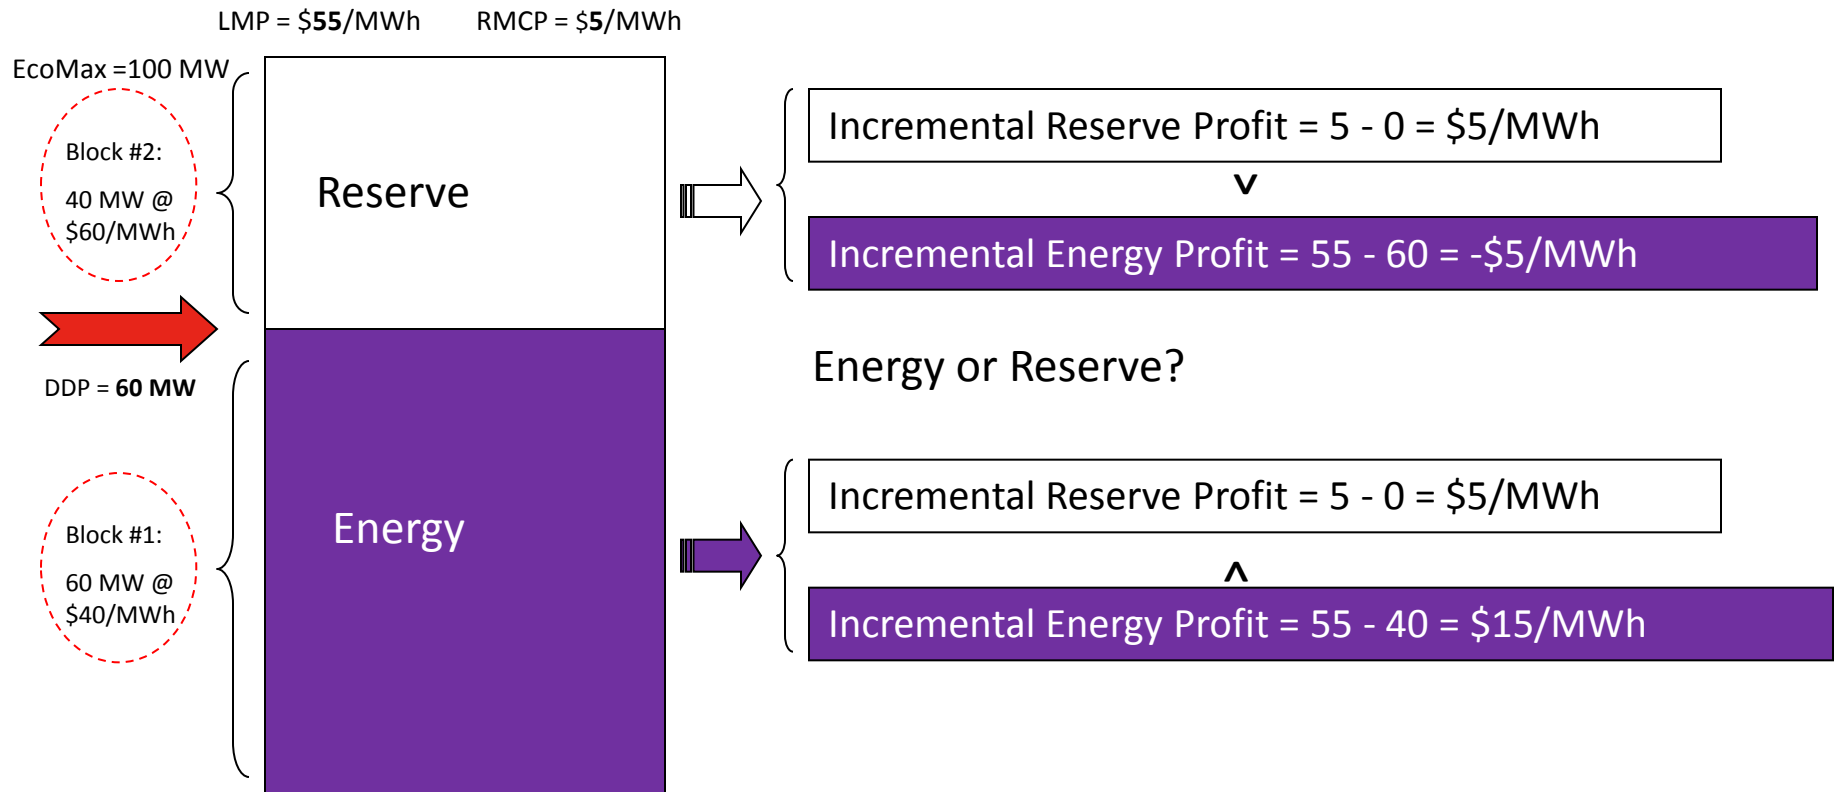 LMP = $55/MWh RMCP = $5/MWh
EcoMax =100 MW
Block #2:
40 MW @
$60/MWh
Reserve
Incremental Reserve Profit = 5 - 0 = $5/MWh
>
Incremental Energy Profit = 55 - 60 = -$5/MWh
DDP = 60 MW
Energy or Reserve?
Block #1:
60 MW @
$40/MWh
Energy
Incremental Reserve Profit = 5 - 0 = $5/MWh
<
Incremental Energy Profit = 55 - 40 = $15/MWh